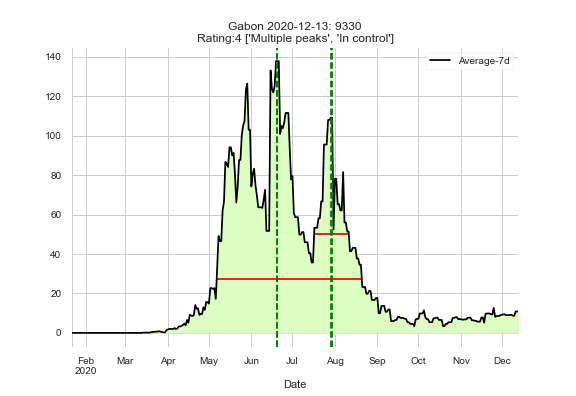 Gabon 2020-12-13: 9330
Rating:4 ['Multiple peaks', 'In control']
Average-7d
140
120
100
80
60
40
20
0
Feb Mar Apr May Jun Jul Aug Sep Oct Nov Dec
2020
Date